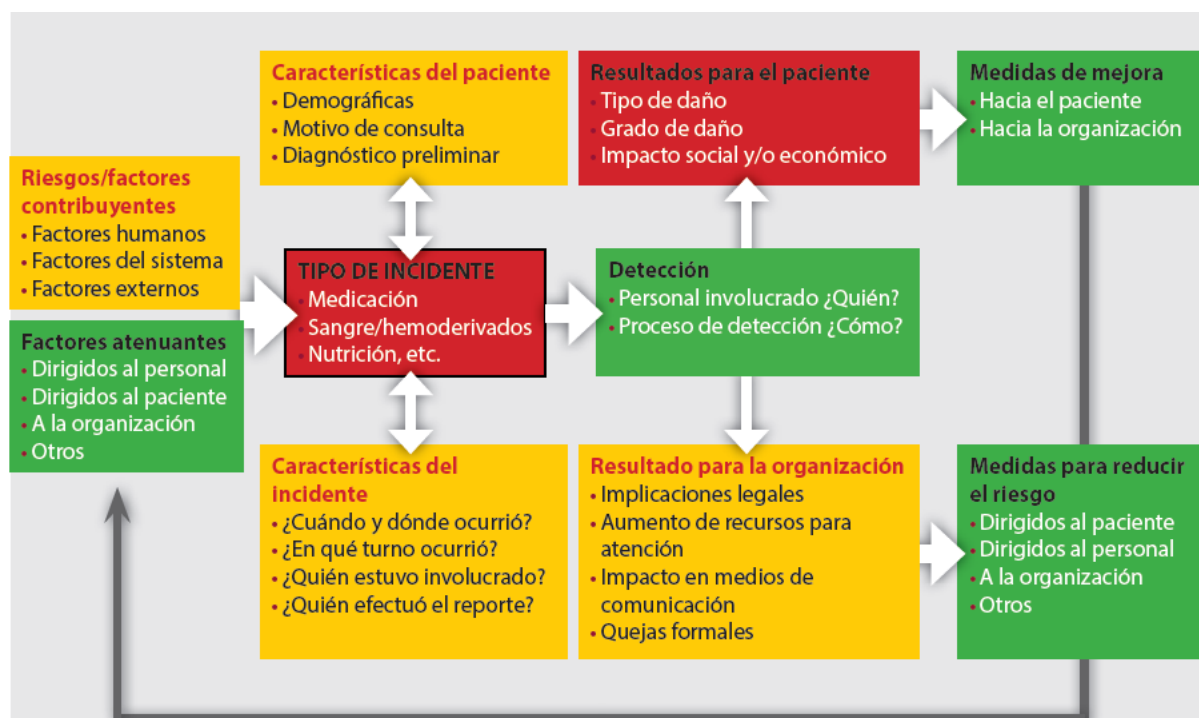 Riesgos/factores
contribuyentes
• Factores humanos
• Factores del sistema
• Factores externos
Factores atenuantes
• Dirigidos al personal
• Dirigidos al paciente
• A la organización
• Otros
Características del paciente
• Demográficas
• Motivo de consulta
• Diagnóstico preliminar
TIPO DE INCIDENTE
• Medicación
• Sangre/hemoderivados
• Nutrición, etc.
Características del
incidente
• ¿Cuándo y dónde ocurrió?
• ¿En qué turno ocurrió?
• ¿Quién estuvo involucrado?
• ¿Quién efectuó el reporte?
Resultados para el paciente
• Tipo de daño
• Grado de daño
• Impacto social y/o económico
Detección
• Personal involucrado ¿Quién?
• Proceso de detección ¿Cómo?
Resultado para la organización
• Implicaciones legales
• Aumento de recursos para
atención
• Impacto en medios de
comunicación
• Quejas formales
Medidas de mejora
• Hacia el paciente
• Hacia la organización
Medidas para reducir
el riesgo
• Dirigidos al paciente
• Dirigidos al personal
• A la organización
• Otros